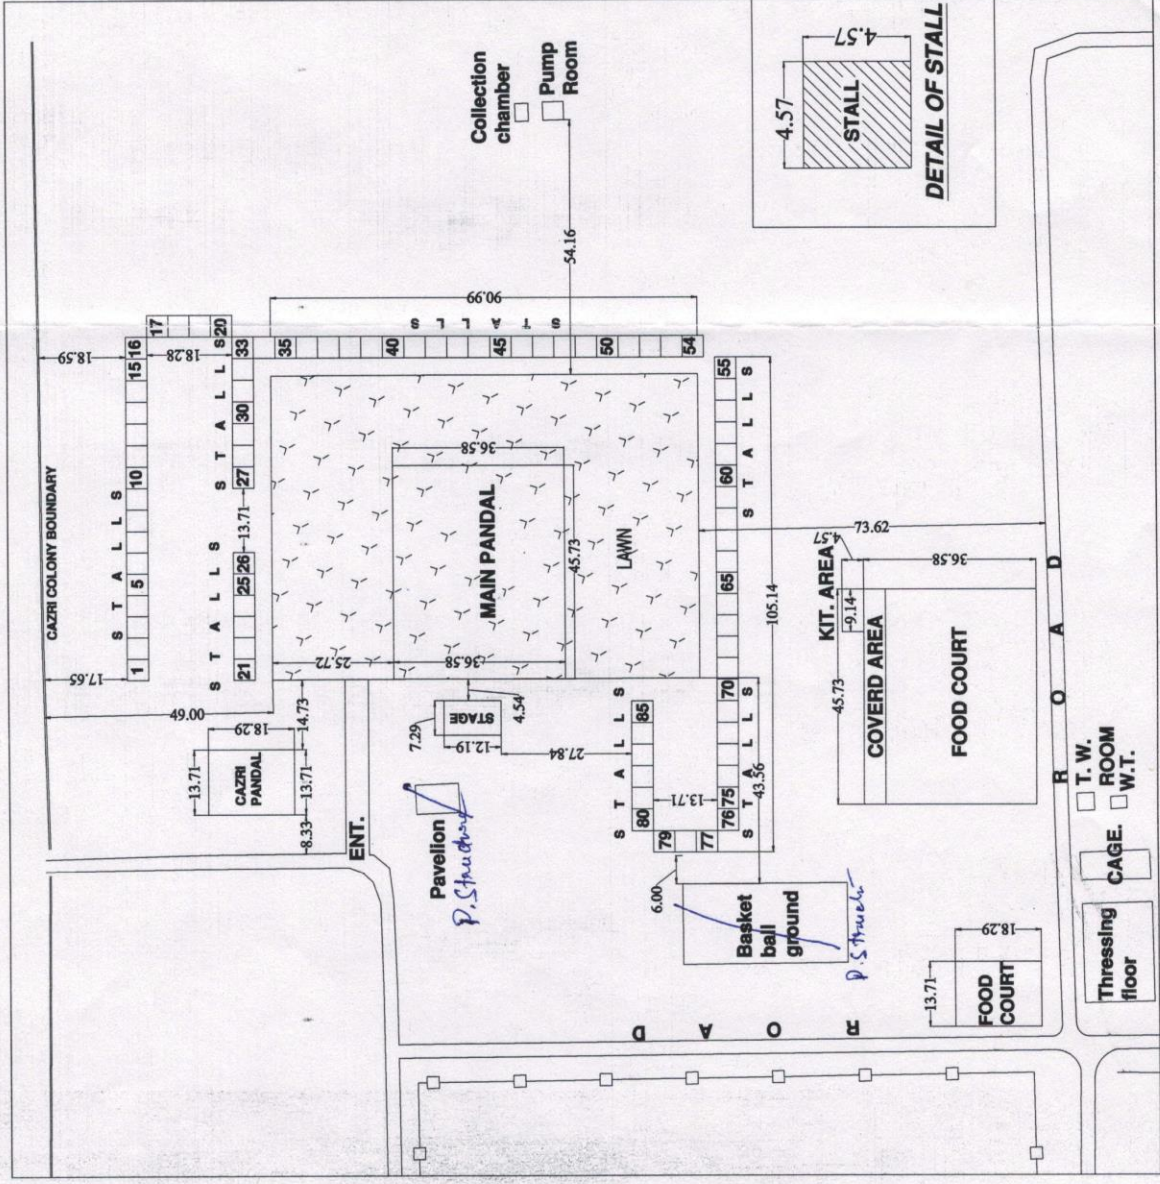 CAZRI COLONY BOUNDARY
17.65
18.59
S T A L L S
1
5
10
15
16
17
18.28
20
S T A L L S
S T A L L S
21
25
26
13.71
27
30
33
49.00
18.29
13.71
CAZRI
PANDAL
13.71
8.33
14.73
ENT.
25.72
36.58
36.58
45.73
MAIN PANDAL
LAWN
35
40
45
50
54
S T A L L S
90.99
54.16
Collection
chamber
Pump
Room
4.57
4.57
STALL
DETAIL OF STALL
7.29
STAGE
12.19
4.54
27.84
Pavelion
P. Structure
S T A L L S
80
85
79
77
13.71
76
75
70
65
60
55
S T A L L S
S T A L L S
43.56
105.14
6.00
Basket
ball
ground
P. Struct
73.62
KIT. AREA
4.57
9.14
45.73
36.58
COVERD AREA
FOOD COURT
R O A D
R O A D
13.71
18.29
FOOD
COURT
T. W.
ROOM
W.T.
CAGE.
Thressing
floor